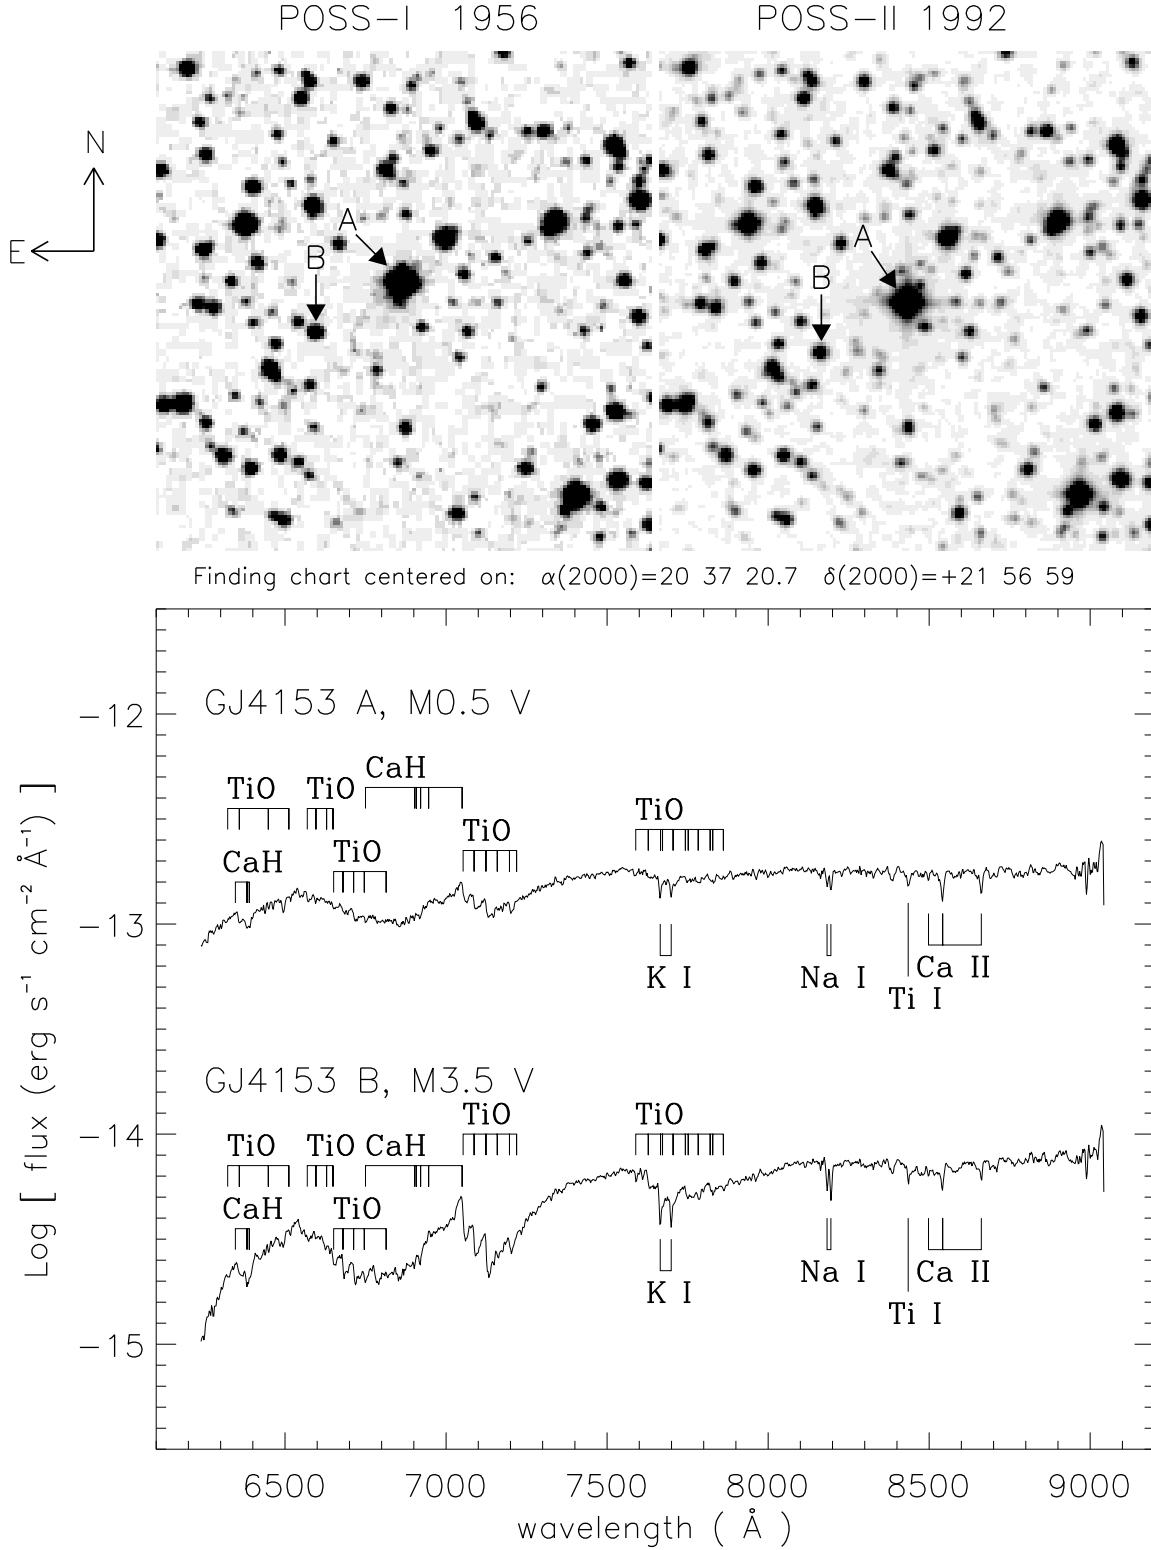 POSS-I 1956 POSS-II 1992
N
E
A
B
A
B
Finding chart centered on: α(2000)=20 37 20.7 δ(2000)=+21 56 59
GJ4153 A, M0.5 V
-12
CaH
TiO TiO
TiO
TiO
CaH
TiO
-13
K I
Na I
Ca II
Ti I
GJ4153 B, M3.5 V
TiO
TiO
-14
TiO TiO CaH
CaH TiO
K I
Na I
Ca II
Ti I
-15
Log [ flux (erg s⁻¹ cm⁻² Å⁻¹) ]
6500 7000 7500 8000 8500 9000
wavelength ( Å )